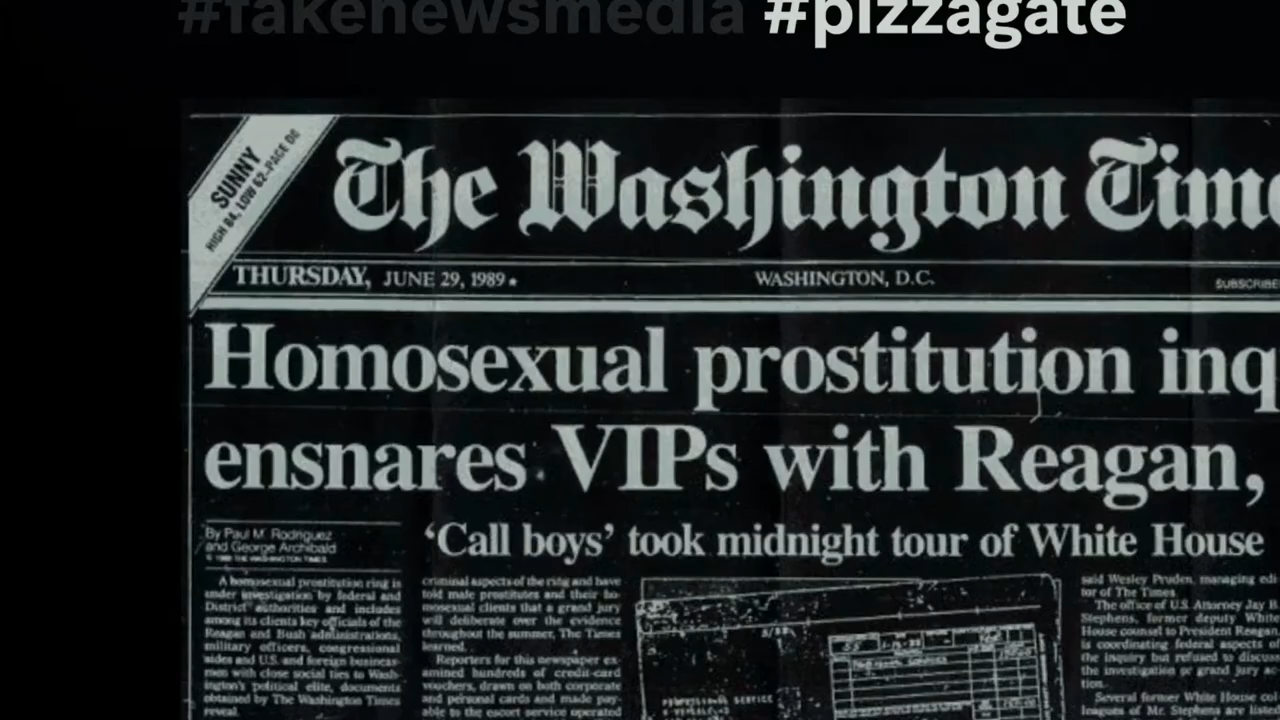 #fakenewsmedia #pizzagate
SUNNY
HIGH 84, LOW 62-PAGE D8
The Washington Time
THURSDAY, JUNE 29, 1989★
WASHINGTON, D.C.
SUBSCRIBE
Homosexual prostitution inq
ensnares VIPs with Reagan,
‘Call boys’ took midnight tour of White House
By Paul M. Rodriguez
and George Archibald
A homosexual prostitution ring is
under investigation by federal and
District authorities and includes
among its clients key officials of the
Reagan and Bush administrations,
military officers, congressional
aides and U.S. and foreign business-
men with close social ties to Wash-
ington's political elite, documents
obtained by The Washington Times
reveal.
criminal aspects of the ring and have
told male prostitutes and their ho-
mosexual clients that a grand jury
will deliberate over the evidence
throughout the summer, The Times
learned.
Reporters for this newspaper ex-
amined hundreds of credit-card
vouchers, drawn on both corporate
and personal cards and made pay-
able to the escort service operated
said Wesley Pruden, managing edi-
tor of The Times.
The office of U.S. Attorney Jay B.
Stephens, former deputy White
House counsel to President Reagan,
is coordinating federal aspects of
the inquiry but refused to discuss
the investigation or grand jury ac-
tion.
Several former White House col-
leagues of Mr. Stephens are listed